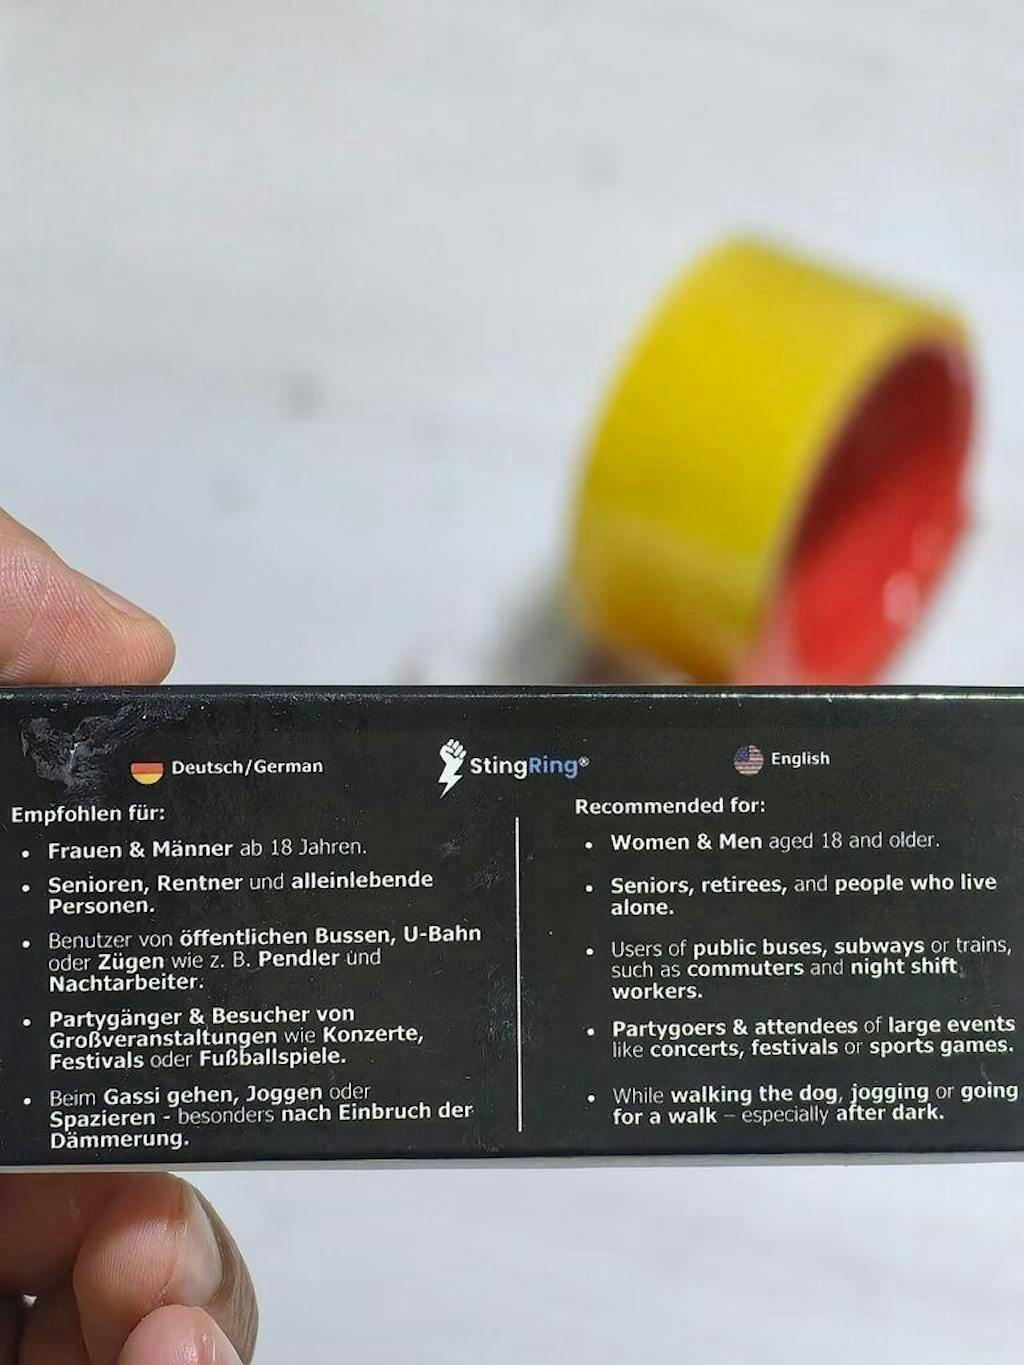 Deutsch/German
StingRing®
English
Empfohlen für:
• Frauen & Männer ab 18 Jahren.
• Senioren, Rentner und alleinlebende
Personen.
• Benutzer von öffentlichen Bussen, U-Bahn
oder Zügen wie z. B. Pendler und
Nachtarbeiter.
• Partygänger & Besucher von
Großveranstaltungen wie Konzerte,
Festivals oder Fußballspiele.
• Beim Gassi gehen, Joggen oder
Spazieren - besonders nach Einbruch der
Dämmerung.
Recommended for:
• Women & Men aged 18 and older.
• Seniors, retirees, and people who live
alone.
• Users of public buses, subways or trains,
such as commuters and night shift
workers.
• Partygoers & attendees of large events
like concerts, festivals or sports games.
• While walking the dog, jogging or going
for a walk – especially after dark.